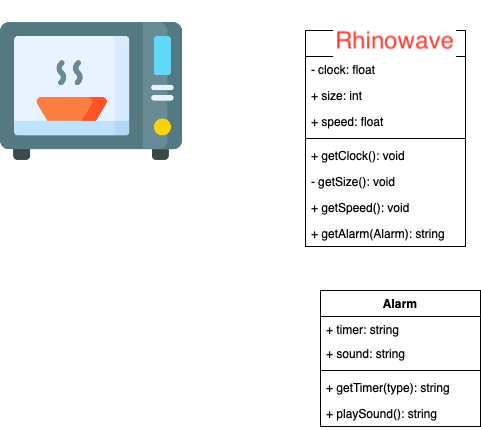 Rhinowave
- clock: float
+ size: int
+ speed: float
+ getClock(): void
- getSize(): void
+ getSpeed(): void
+ getAlarm(Alarm): string
Alarm
+ timer: string
+ sound: string
+ getTimer(type): string
+ playSound(): string